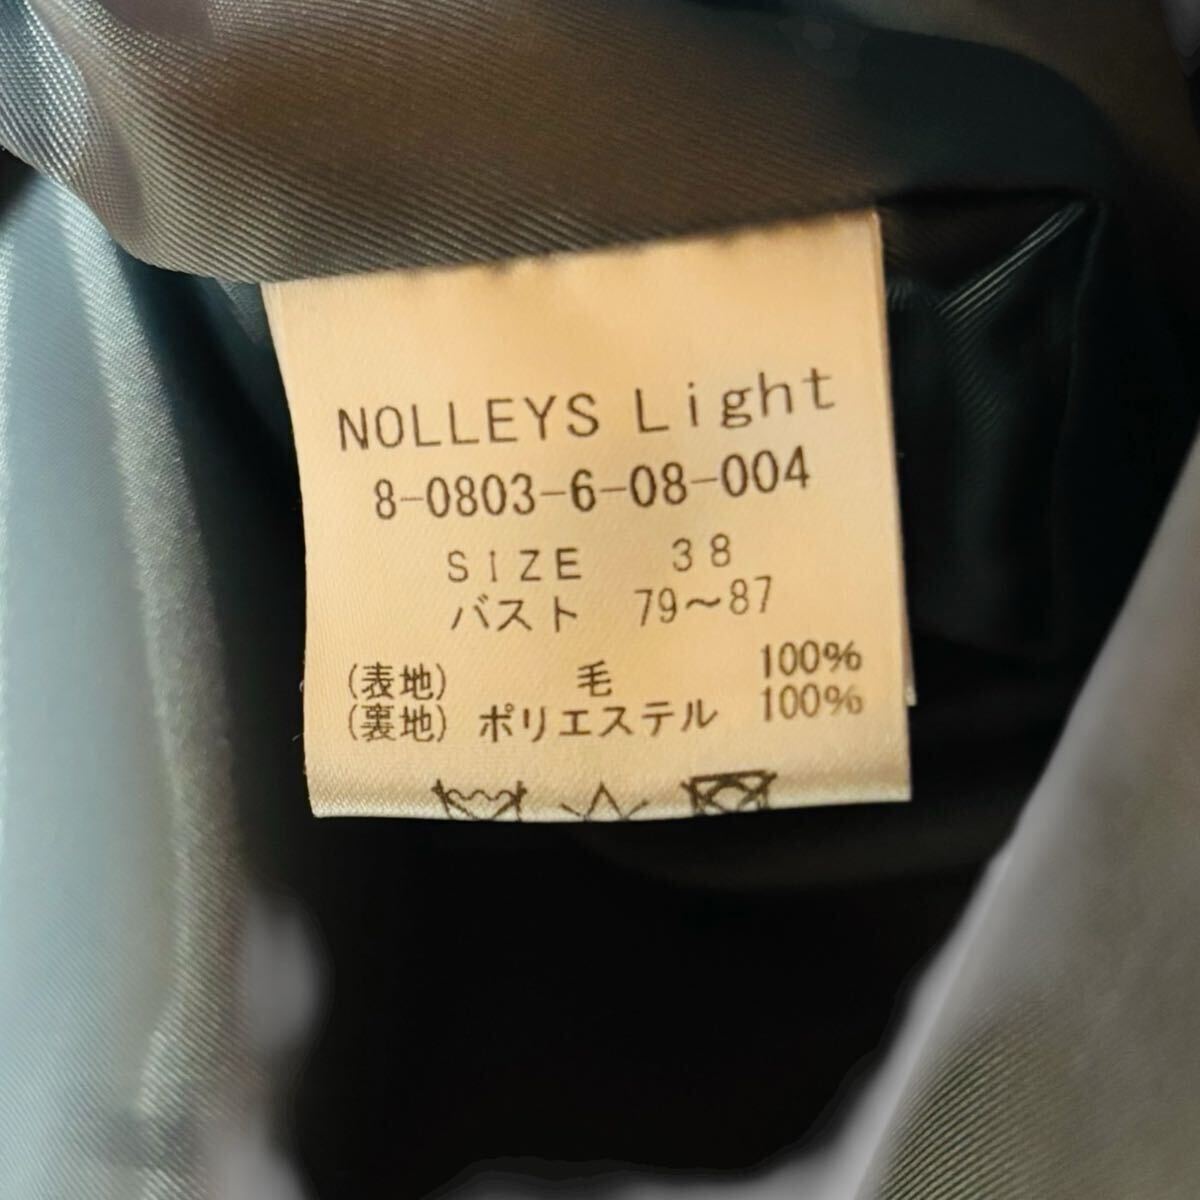 NOLLEYS Light
8-0803-6-08-004
SIZE 38
バスト 79～87
(表地) 毛 100%
(裏地) ポリエステル 100%